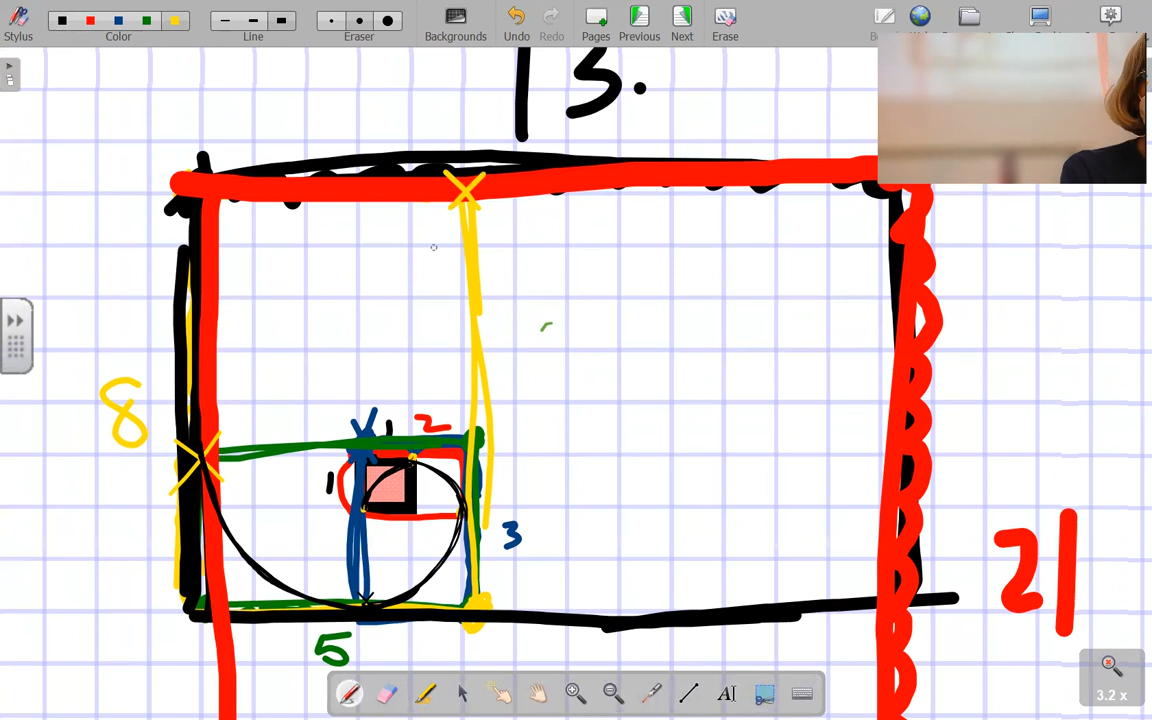 Stylus
Color
Line
Eraser
Backgrounds
Undo
Redo
Pages
Previous
Next
Erase
13.
8
1
2
1
3
5
21
3.2 x